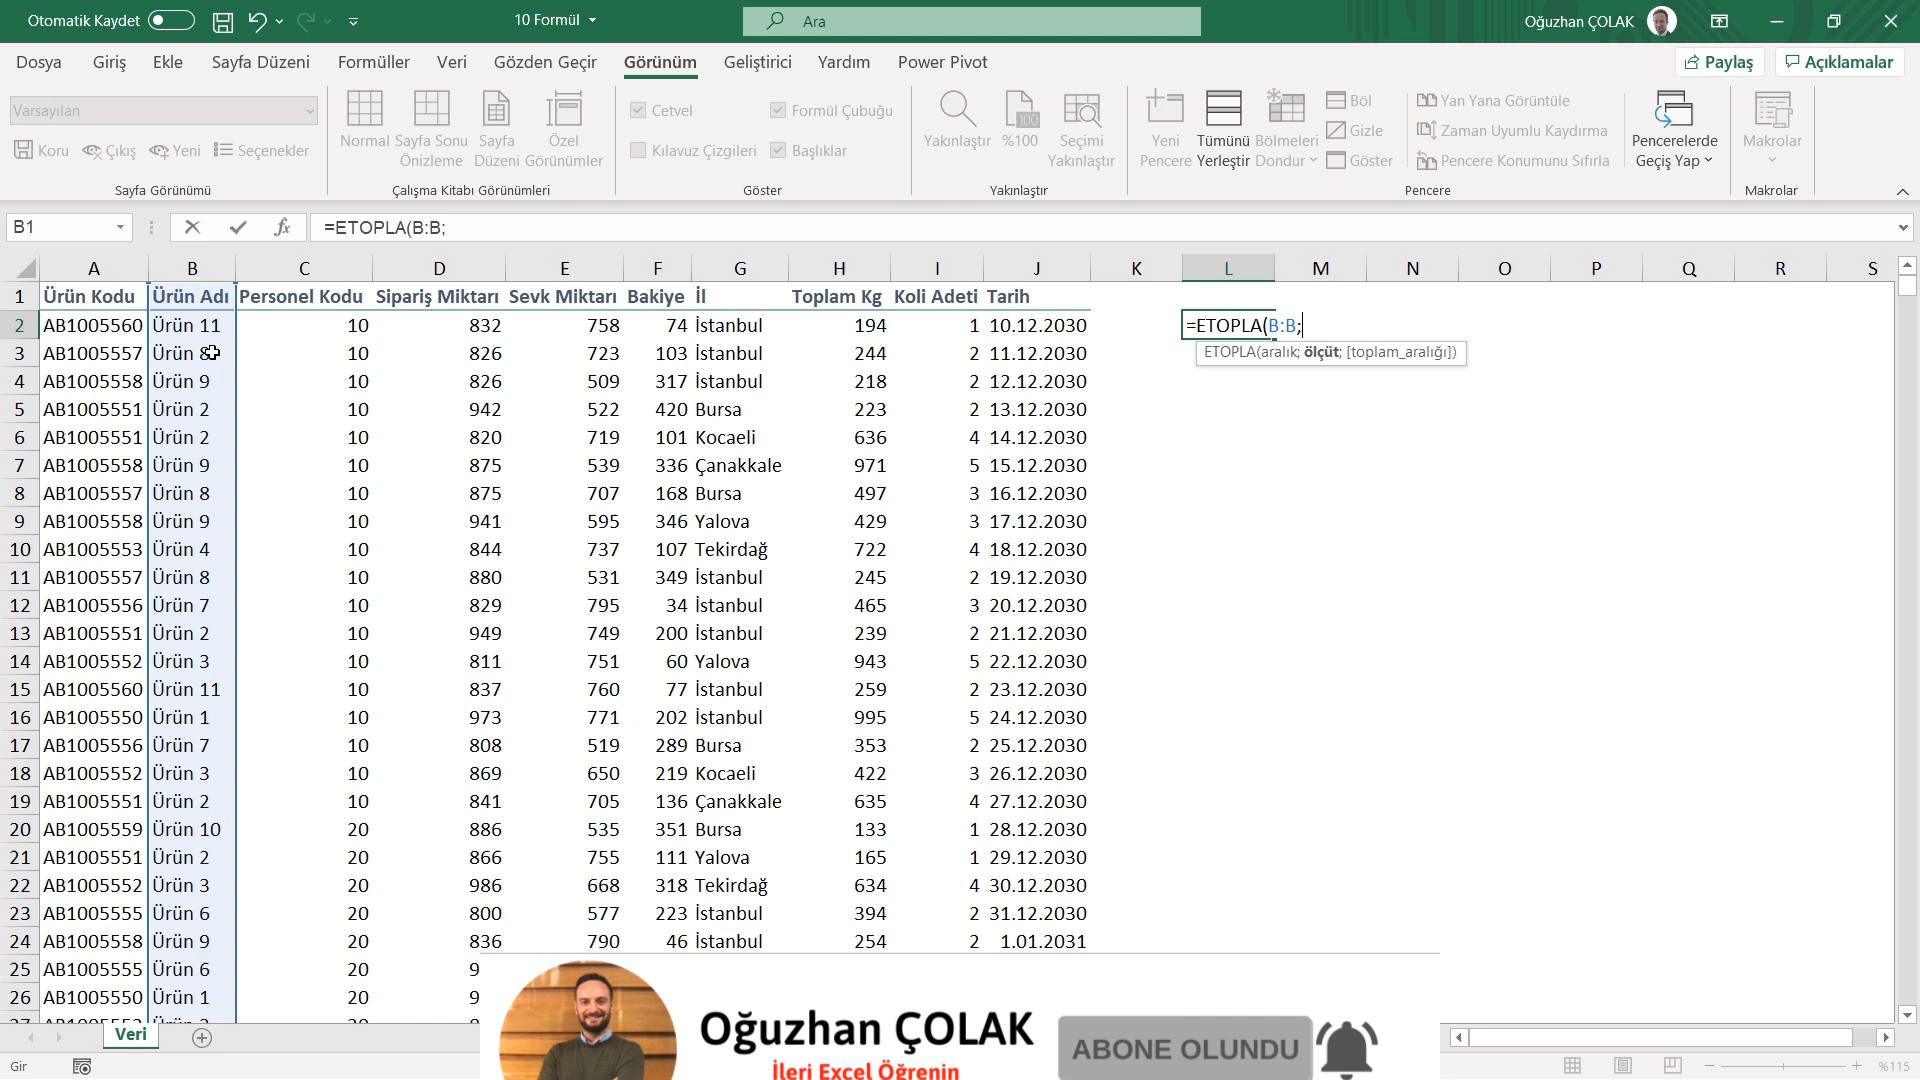 Otomatik Kaydet
10 Formül
Ara
Oğuzhan ÇOLAK
Dosya Giriş Ekle Sayfa Düzeni Formüller Veri Gözden Geçir Görünüm Geliştirici Yardım Power Pivot
Paylaş
Açıklamalar
Varsayılan
Koru Çıkış Yeni Seçenekler
Sayfa Görünümü
Normal
Sayfa Sonu Önizleme
Sayfa Düzeni
Özel Görünümler
Çalışma Kitabı Görünümleri
Cetvel
Formül Çubuğu
Kılavuz Çizgileri
Başlıklar
Göster
Yakınlaştır
%100
Seçimi Yakınlaştır
Yakınlaştır
Yeni Pencere
Tümünü Yerleştir
Bölmeleri Dondur
Böl
Gizle
Göster
Yan Yana Görüntüle
Zaman Uyumlu Kaydırma
Pencere Konumunu Sıfırla
Pencerelerde Geçiş Yap
Pencere
Makrolar
Makrolar
B1
fx
=ETOPLA(B:B;
A B C D E F G H I J K L M N O P Q R S
1 Ürün Kodu Ürün Adı Personel Kodu Sipariş Miktarı Sevk Miktarı Bakiye İl Toplam Kg Koli Adeti Tarih
2 AB1005560 Ürün 11 10 832 758 74 İstanbul 194 1 10.12.2030 =ETOPLA(B:B;
3 AB1005557 Ürün 10 826 723 103 İstanbul 244 2 11.12.2030
ETOPLA(aralık; ölçüt; [toplam_aralığı])
4 AB1005558 Ürün 9 10 826 509 317 İstanbul 218 2 12.12.2030
5 AB1005551 Ürün 2 10 942 522 420 Bursa 223 2 13.12.2030
6 AB1005551 Ürün 2 10 820 719 101 Kocaeli 636 4 14.12.2030
7 AB1005558 Ürün 9 10 875 539 336 Çanakkale 971 5 15.12.2030
8 AB1005557 Ürün 8 10 875 707 168 Bursa 497 3 16.12.2030
9 AB1005558 Ürün 9 10 941 595 346 Yalova 429 3 17.12.2030
10 AB1005553 Ürün 4 10 844 737 107 Tekirdağ 722 4 18.12.2030
11 AB1005557 Ürün 8 10 880 531 349 İstanbul 245 2 19.12.2030
12 AB1005556 Ürün 7 10 829 795 34 İstanbul 465 3 20.12.2030
13 AB1005551 Ürün 2 10 949 749 200 İstanbul 239 2 21.12.2030
14 AB1005552 Ürün 3 10 811 751 60 Yalova 943 5 22.12.2030
15 AB1005560 Ürün 11 10 837 760 77 İstanbul 259 2 23.12.2030
16 AB1005550 Ürün 1 10 973 771 202 İstanbul 995 5 24.12.2030
17 AB1005556 Ürün 7 10 808 519 289 Bursa 353 2 25.12.2030
18 AB1005552 Ürün 3 10 869 650 219 Kocaeli 422 3 26.12.2030
19 AB1005551 Ürün 2 10 841 705 136 Çanakkale 635 4 27.12.2030
20 AB1005559 Ürün 10 20 886 535 351 Bursa 133 1 28.12.2030
21 AB1005551 Ürün 2 20 866 755 111 Yalova 165 1 29.12.2030
22 AB1005552 Ürün 3 20 986 668 318 Tekirdağ 634 4 30.12.2030
23 AB1005555 Ürün 6 20 800 577 223 İstanbul 394 2 31.12.2030
24 AB1005558 Ürün 9 20 836 790 46 İstanbul 254 2 1.01.2031
25 AB1005555 Ürün 6 20 9
26 AB1005550 Ürün 1 20 9
Oğuzhan ÇOLAK
İleri Excel Öğrenin
ABONE OLUNDU
Veri
Gir
%115